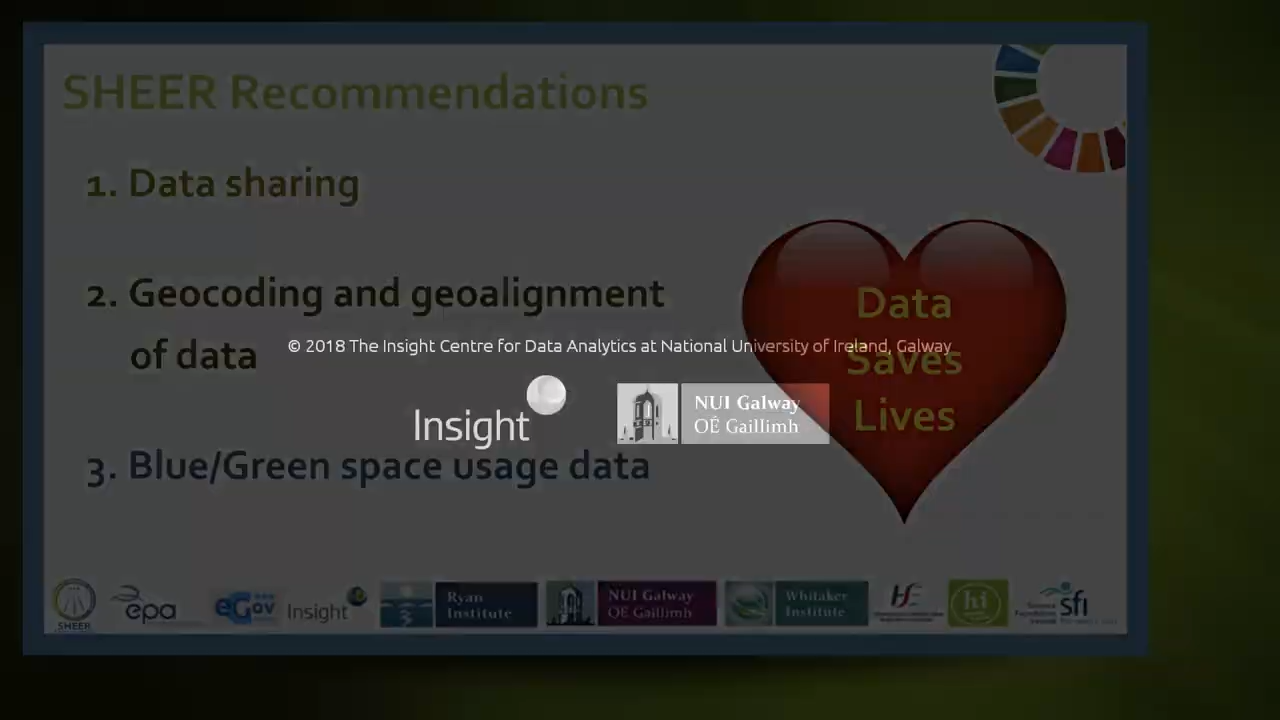 SHEER Recommendations
1. Data sharing
2. Geocoding and geoalignment
of data
3. Blue/Green space usage data
Data
Saves
Lives
© 2018 The Insight Centre for Data Analytics at National University of Ireland, Galway
Insight
NUI Galway
OÉ Gaillimh
SHEER
epa
eGov
Insight
Ryan
Institute
NUI Galway
OÉ Gaillimh
Whitaker
Institute
hi
sfi